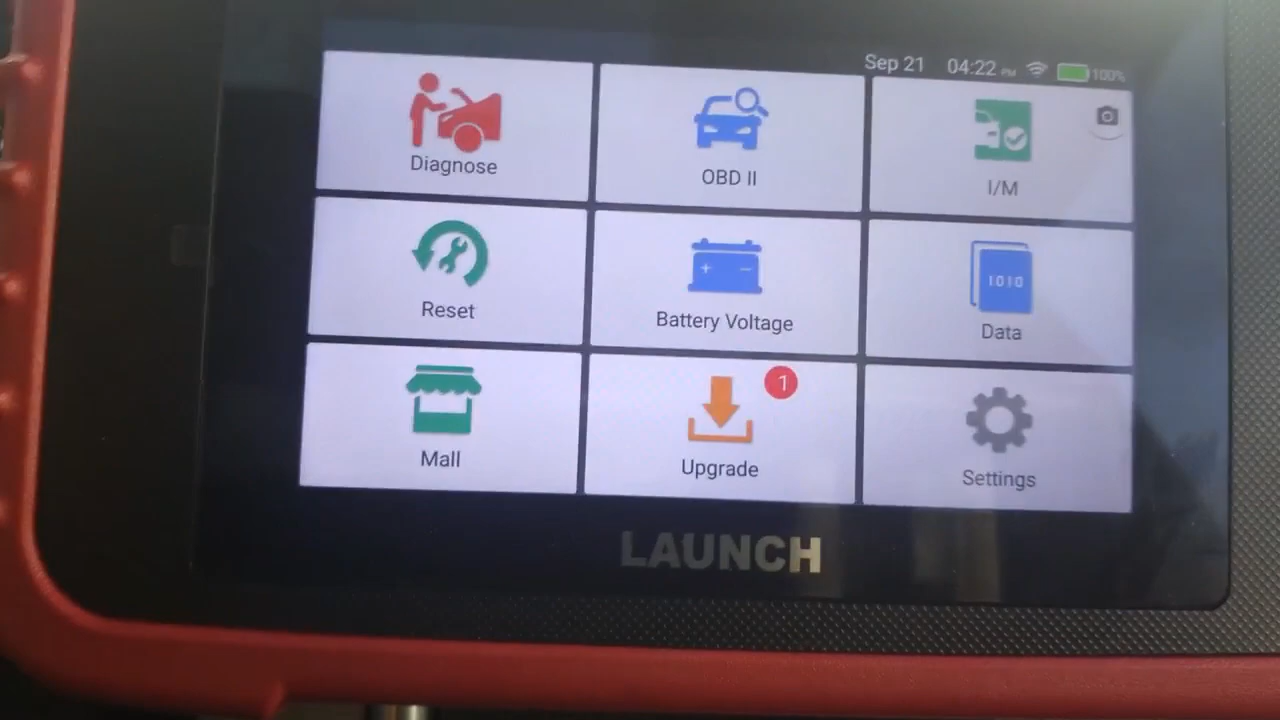 Sep 21 04:22 PM 100%
Diagnose
OBD II
I/M
Reset
+ -
Battery Voltage
1010
Data
Mall
1
Upgrade
Settings
LAUNCH